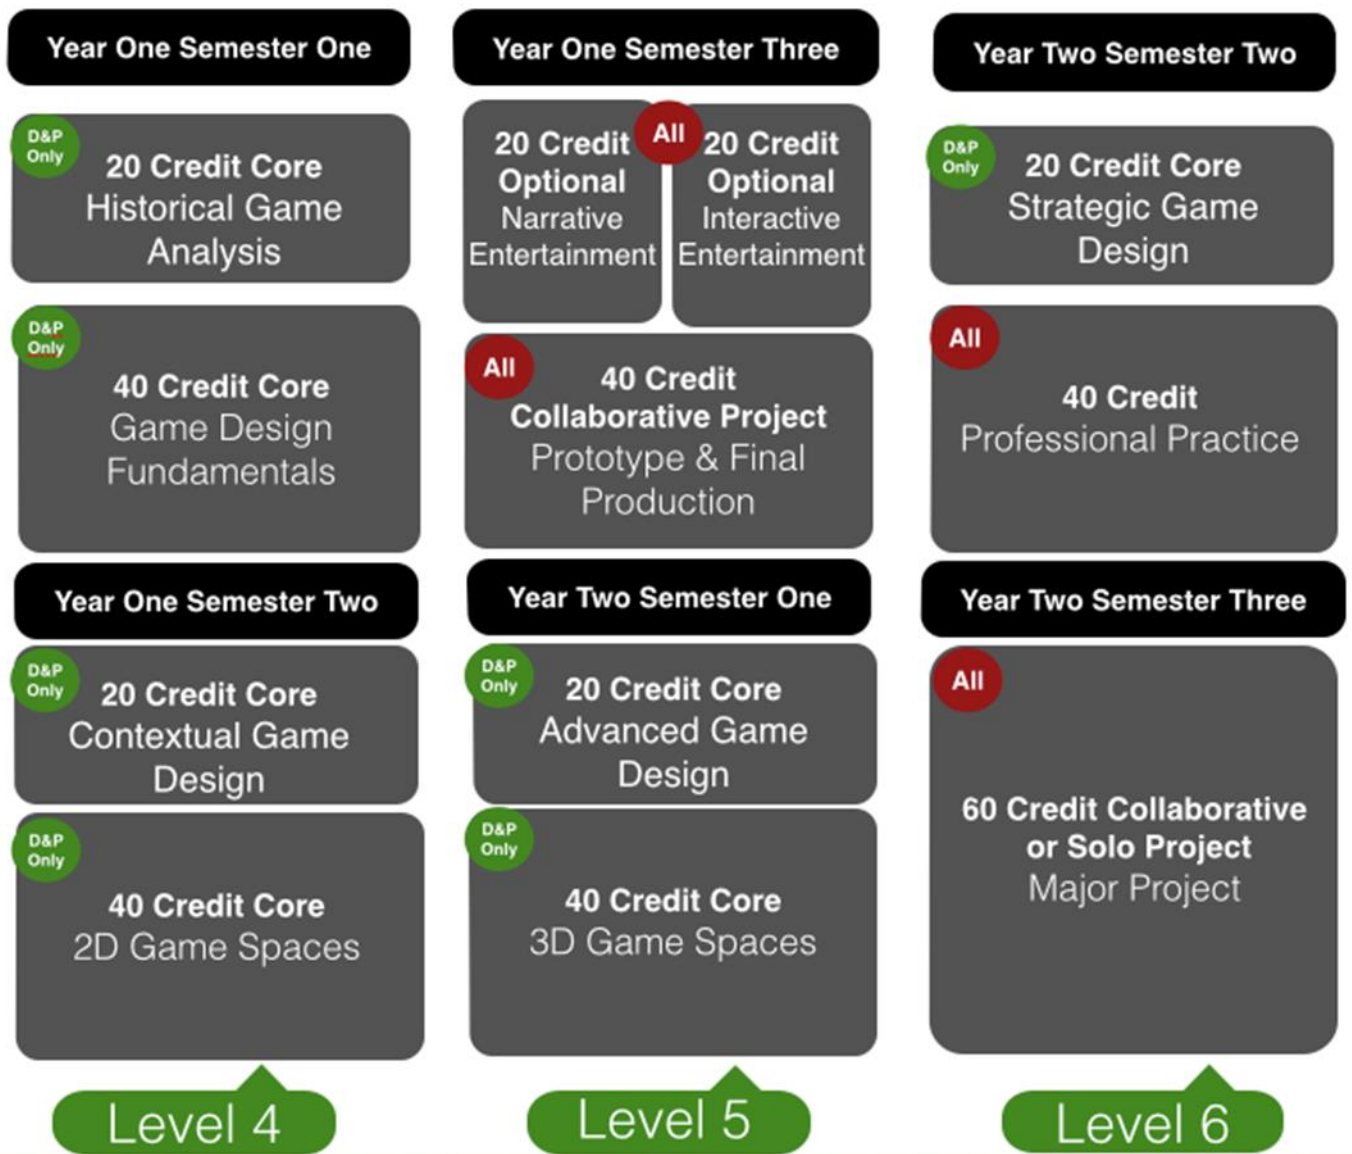 Year One Semester One
D&P
Only
20 Credit Core
Historical Game
Analysis
D&P
Only
40 Credit Core
Game Design
Fundamentals
Year One Semester Two
D&P
Only
20 Credit Core
Contextual Game
Design
D&P
Only
40 Credit Core
2D Game Spaces
Level 4
Year One Semester Three
All
20 Credit
Optional
Narrative
Entertainment
20 Credit
Optional
Interactive
Entertainment
All
40 Credit
Collaborative Project
Prototype & Final
Production
Year Two Semester One
D&P
Only
20 Credit Core
Advanced Game
Design
D&P
Only
40 Credit Core
3D Game Spaces
Level 5
Year Two Semester Two
D&P
Only
20 Credit Core
Strategic Game
Design
All
40 Credit
Professional Practice
Year Two Semester Three
All
60 Credit Collaborative
or Solo Project
Major Project
Level 6